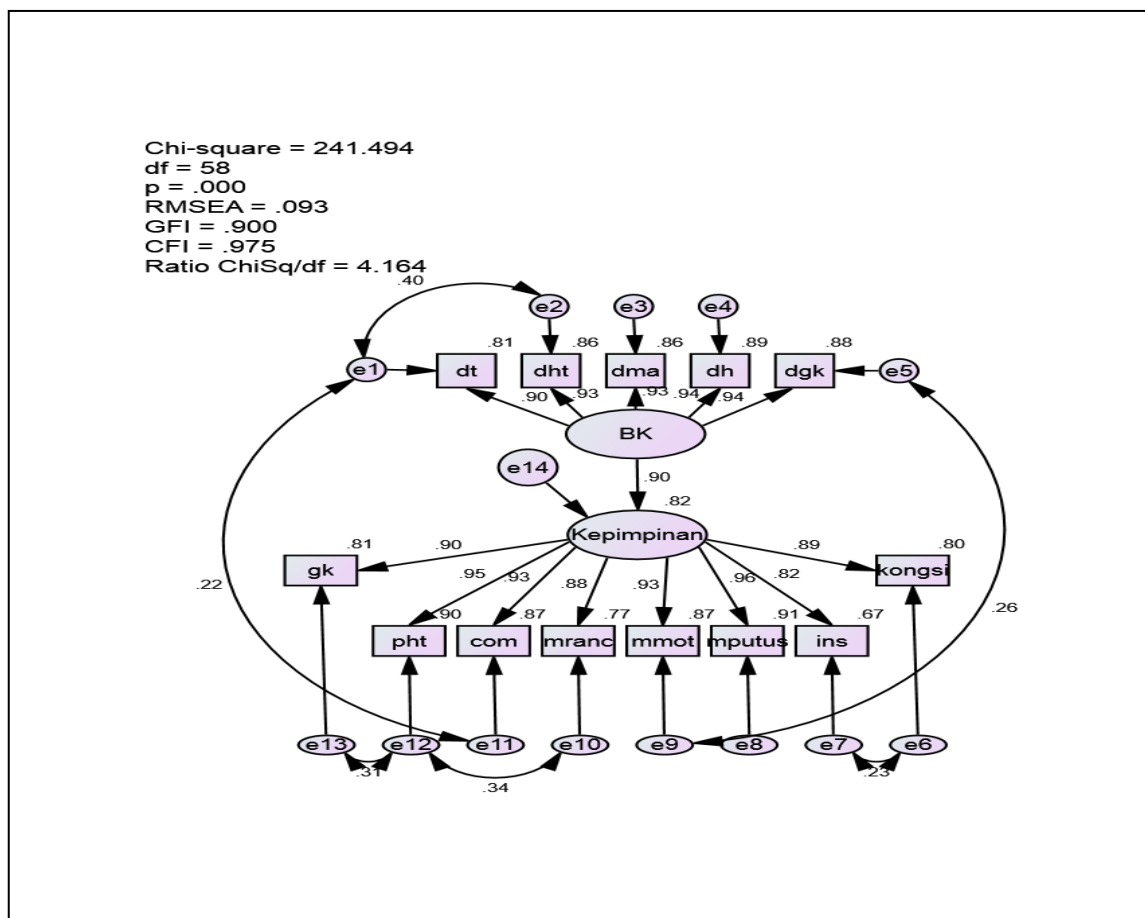 Chi-square = 241.494
df = 58
p = .000
RMSEA = .093
GFI = .900
CFI = .975
Ratio ChiSq/df = 4.164
.40
e2 e3 e4
.81 .86 .86 .89 .88
e1 dt dht dma dh dgk e5
.90 .93 .93 .94 .94
BK
e14 .90
.82
Kepimpinan
.81 .90 .89 .80
gk kongsi
.95 .93 .88 .93 .96 .82
.22 .26
.90 .87 .77 .87 .91 .67
pht com mranc mmot mputus ins
e13 e12 e11 e10 e9 e8 e7 e6
.31 .34 .23